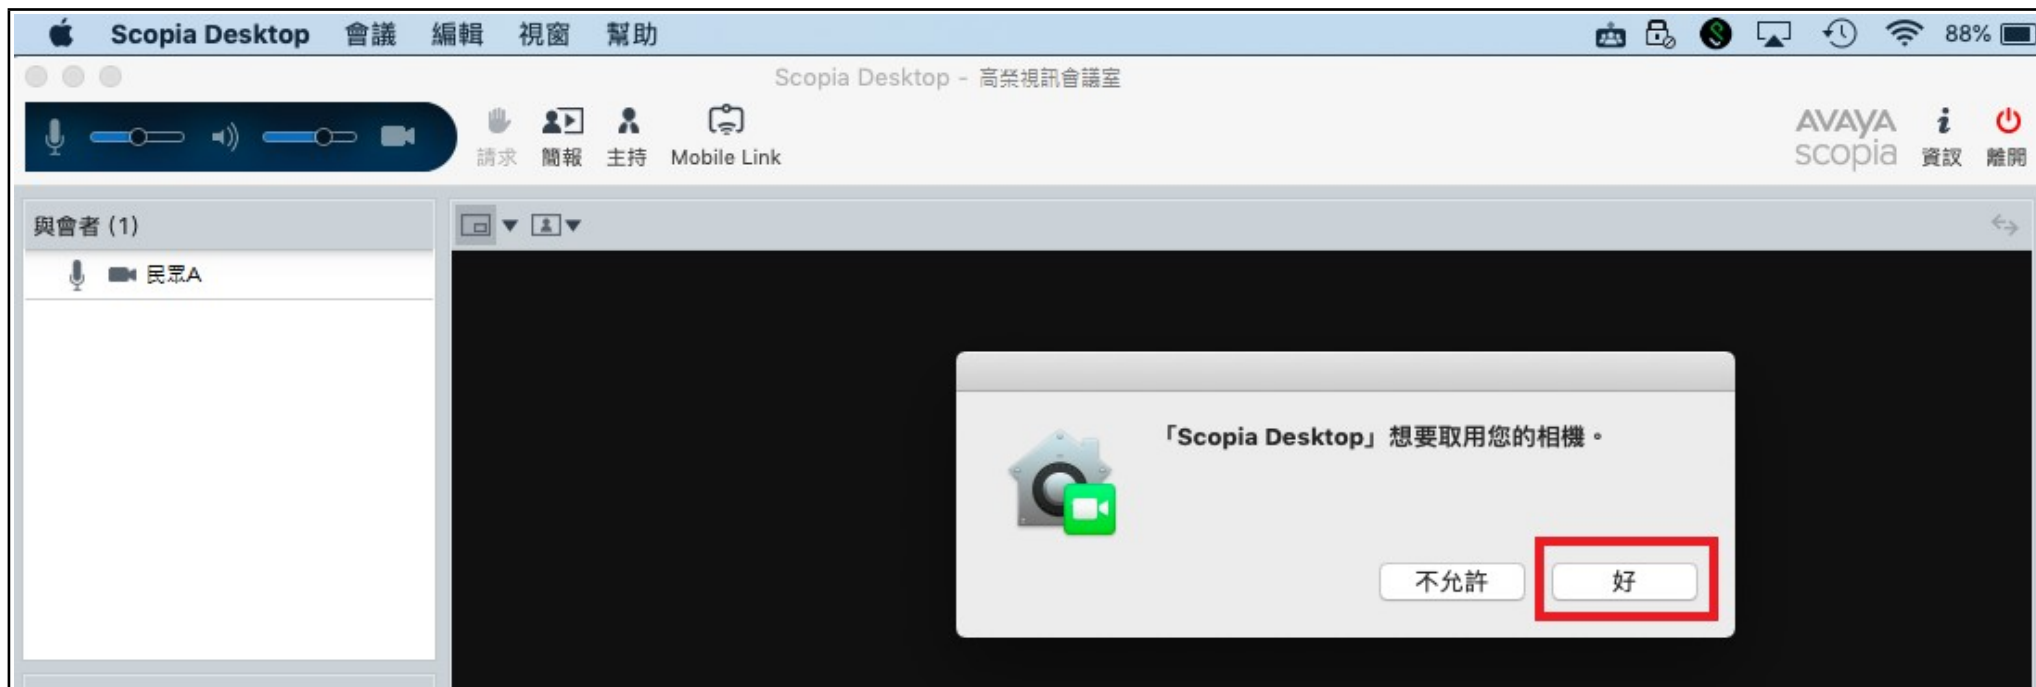 Scopia Desktop 會議 編輯 視窗 幫助 88%
Scopia Desktop - 高榮視訊會議室
請求 簡報 主持 Mobile Link
AVAYA
scopia
資訊 離開
與會者 (1)
民眾A
「Scopia Desktop」想要取用您的相機。
不允許 好